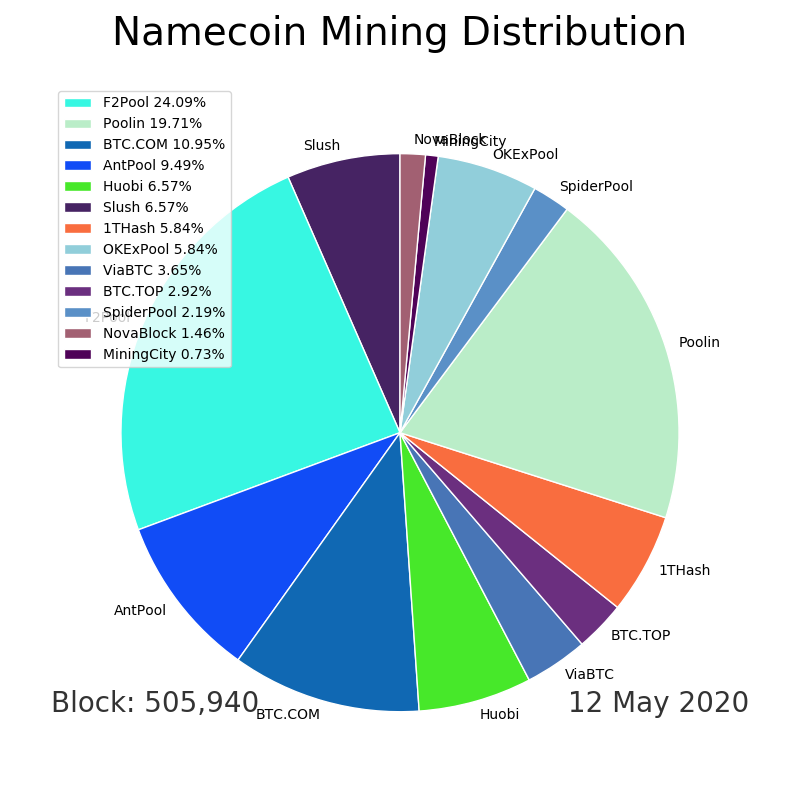 Namecoin Mining Distribution
F2Pool 24.09%
Poolin 19.71%
BTC.COM 10.95%
AntPool 9.49%
Huobi 6.57%
Slush 6.57%
1THash 5.84%
OKExPool 5.84%
ViaBTC 3.65%
BTC.TOP 2.92%
SpiderPool 2.19%
NovaBlock 1.46%
MiningCity 0.73%
NovaBlock
MiningCity
Slush
OKExPool
SpiderPool
F2Pool
Poolin
1THash
AntPool
BTC.TOP
ViaBTC
Block: 505,940
12 May 2020
BTC.COM
Huobi